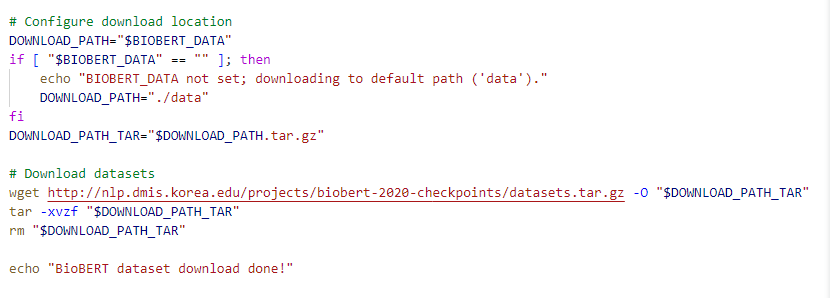 # Configure download location
DOWNLOAD_PATH="$BIOBERT_DATA"
if [ "$BIOBERT_DATA" == "" ]; then
    echo "BIOBERT_DATA not set; downloading to default path ('data')."
    DOWNLOAD_PATH="./data"
fi
DOWNLOAD_PATH_TAR="$DOWNLOAD_PATH.tar.gz"

# Download datasets
wget http://nlp.dmis.korea.edu/projects/biobert-2020-checkpoints/datasets.tar.gz -O "$DOWNLOAD_PATH_TAR"
tar -xvzf "$DOWNLOAD_PATH_TAR"
rm "$DOWNLOAD_PATH_TAR"

echo "BioBERT dataset download done!"